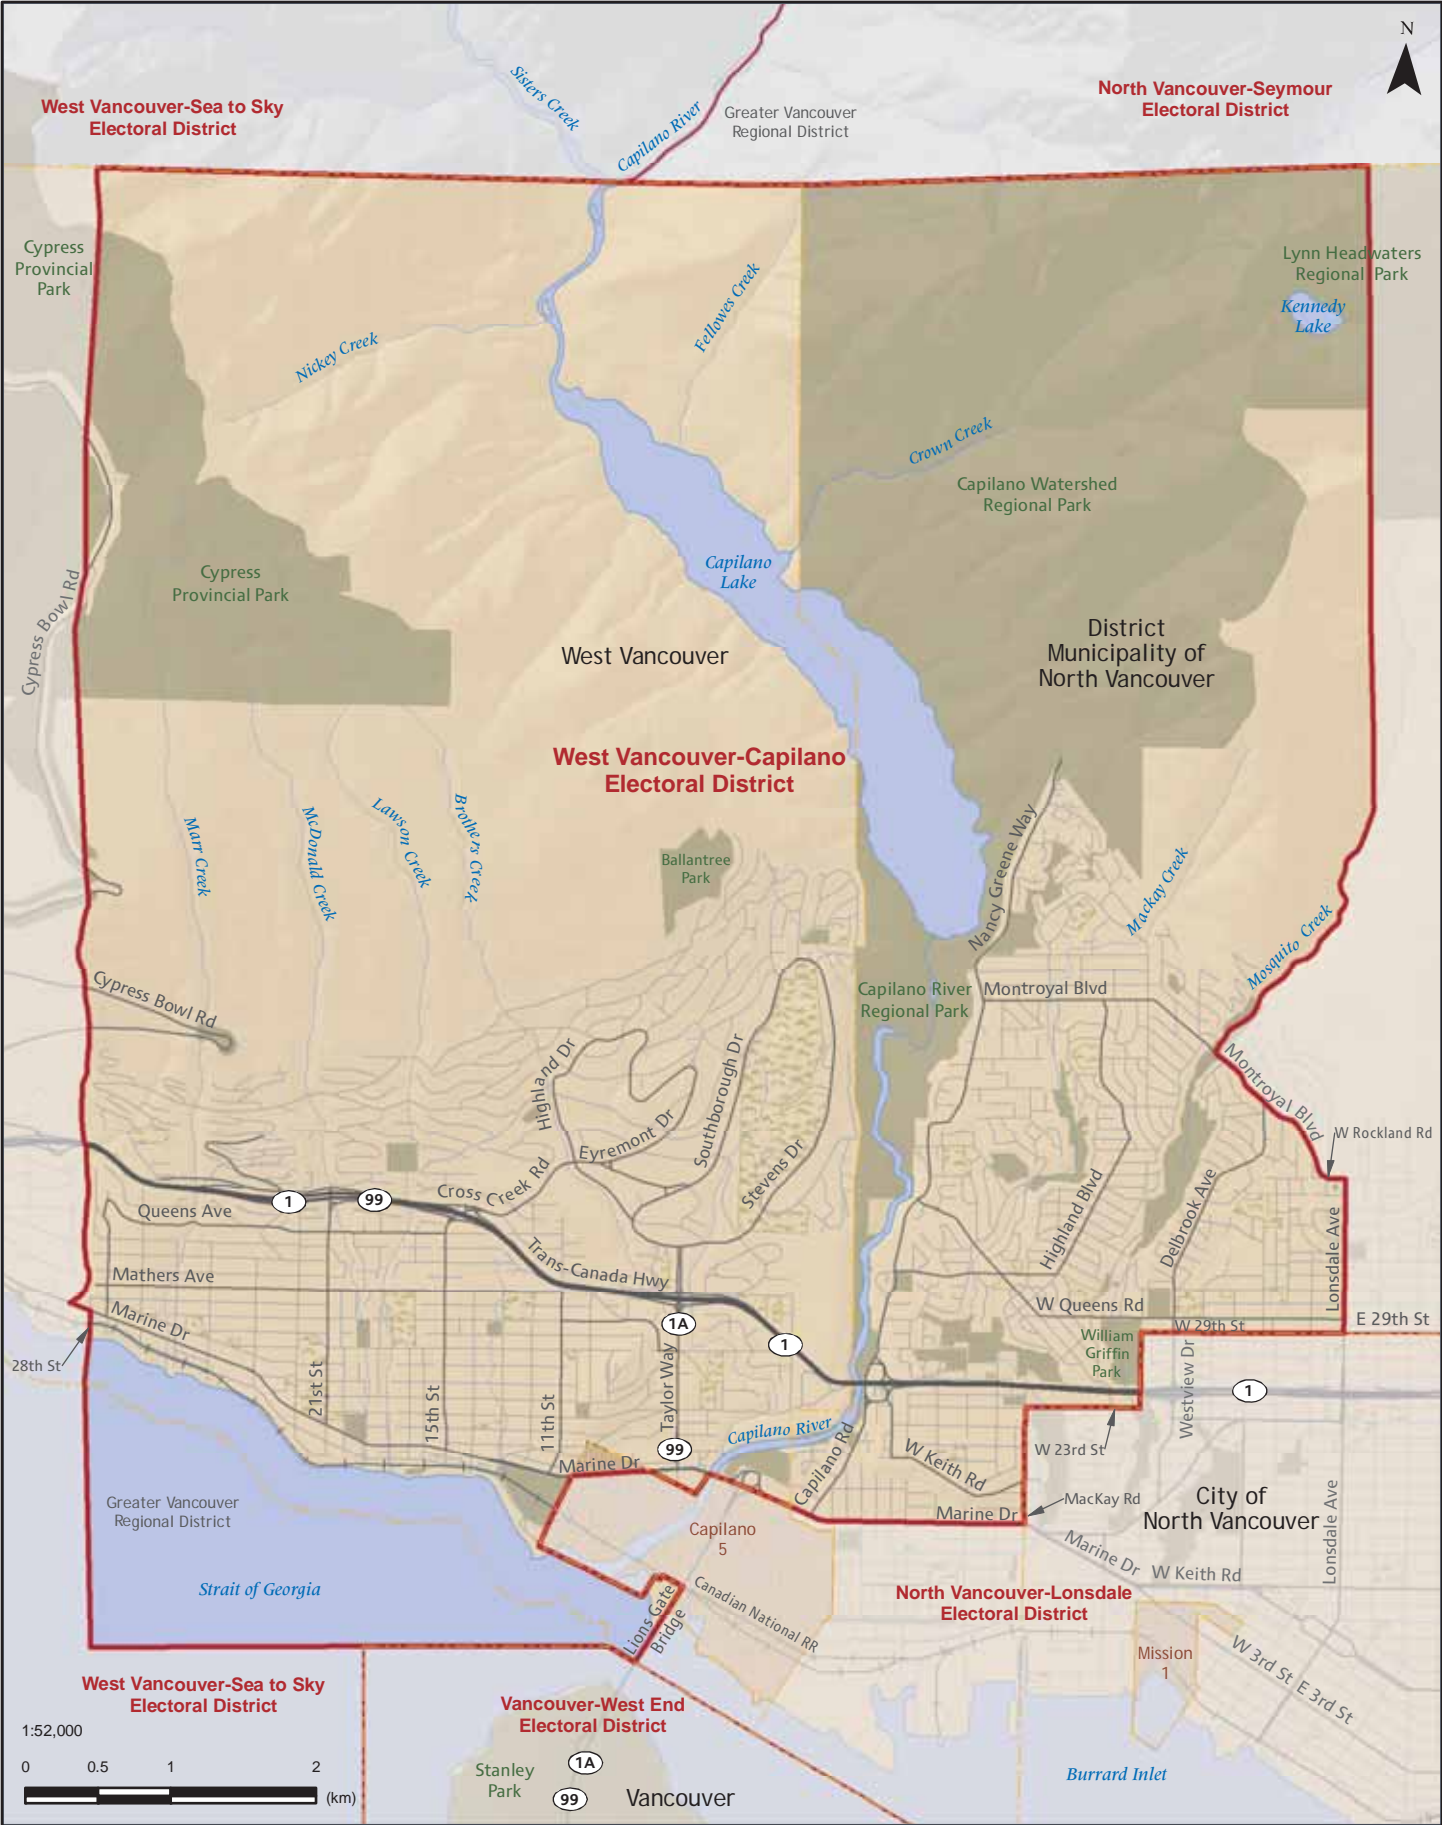 N
West Vancouver-Sea to Sky
Electoral District
Sisters Creek
Capilano River
Greater Vancouver
Regional District
North Vancouver-Seymour
Electoral District
Cypress
Provincial
Park
Lynn Headwaters
Regional Park
Kennedy
Lake
Nickey Creek
Fellowes Creek
Crown Creek
Capilano Watershed
Regional Park
Capilano
Lake
Cypress
Provincial Park
Cypress Bowl Rd
West Vancouver
District
Municipality of
North Vancouver
West Vancouver-Capilano
Electoral District
Marr Creek
McDonald Creek
Lawson Creek
Brothers Creek
Ballantree
Park
Nancy Greene Way
Mackay Creek
Mosquito Creek
Cypress Bowl Rd
Capilano River
Regional Park
Montroyal Blvd
Highland Dr
Eyremont Dr
Southborough Dr
Stevens Dr
Montroyal Blvd
W Rockland Rd
Cross Creek Rd
1
99
Queens Ave
Highland Blvd
Delbrook Ave
Lonsdale Ave
Trans-Canada Hwy
Mathers Ave
Marine Dr
W Queens Rd
W 29th St
E 29th St
28th St
1A
1
William
Griffin
Park
Westview Dr
1
21st St
15th St
11th St
Taylor Way
99
Capilano River
Capilano Rd
W Keith Rd
W 23rd St
Marine Dr
Marine Dr
MacKay Rd
City of
North Vancouver
Lonsdale Ave
Greater Vancouver
Regional District
Capilano
5
Marine Dr
W Keith Rd
Strait of Georgia
Lions Gate
Bridge
Canadian National RR
North Vancouver-Lonsdale
Electoral District
Mission
1
W 3rd St
E 3rd St
West Vancouver-Sea to Sky
Electoral District
Vancouver-West End
Electoral District
1:52,000
0
0.5
1
2
(km)
Stanley
Park
1A
99
Vancouver
Burrard Inlet